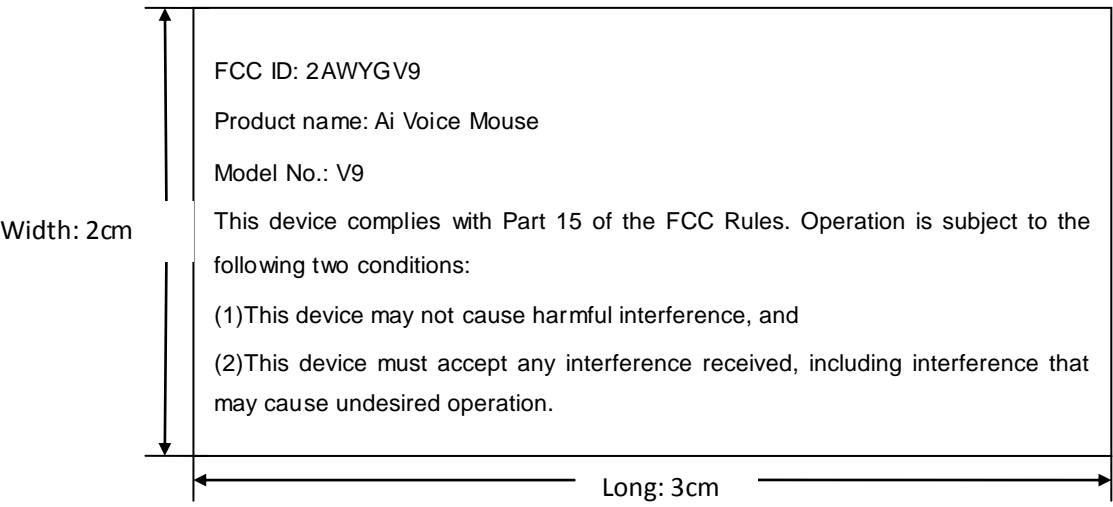 FCC ID: 2AWYGV9
Product name: Ai Voice Mouse
Model No.: V9
This device complies with Part 15 of the FCC Rules. Operation is subject to the
following two conditions:
(1)This device may not cause harmful interference, and
(2)This device must accept any interference received, including interference that
may cause undesired operation.
Width: 2cm
Long: 3cm